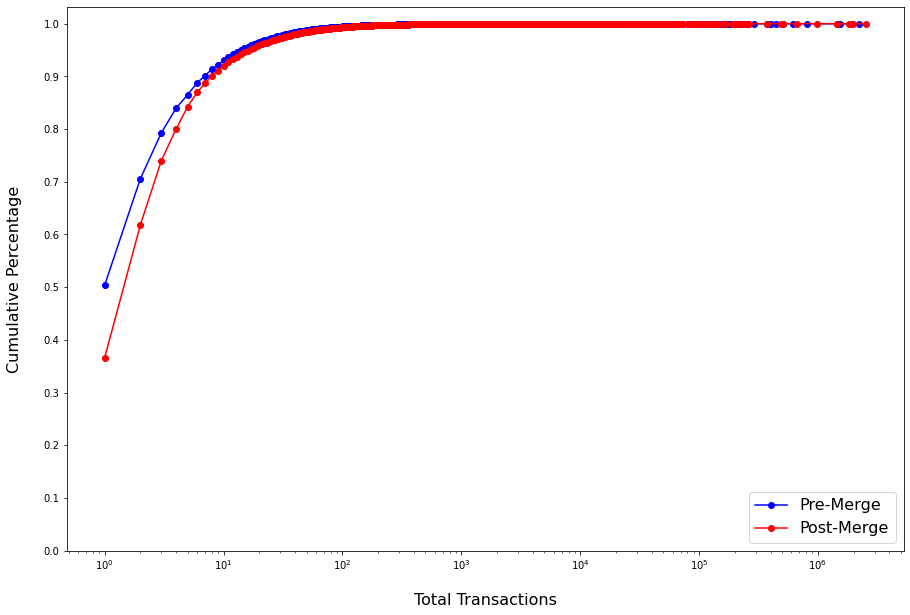 1.0
0.9
0.8
0.7
0.6
0.5
0.4
0.3
0.2
0.1
0.0
Cumulative Percentage
10⁰ 10¹ 10² 10³ 10⁴ 10⁵ 10⁶
Total Transactions
Pre-Merge
Post-Merge